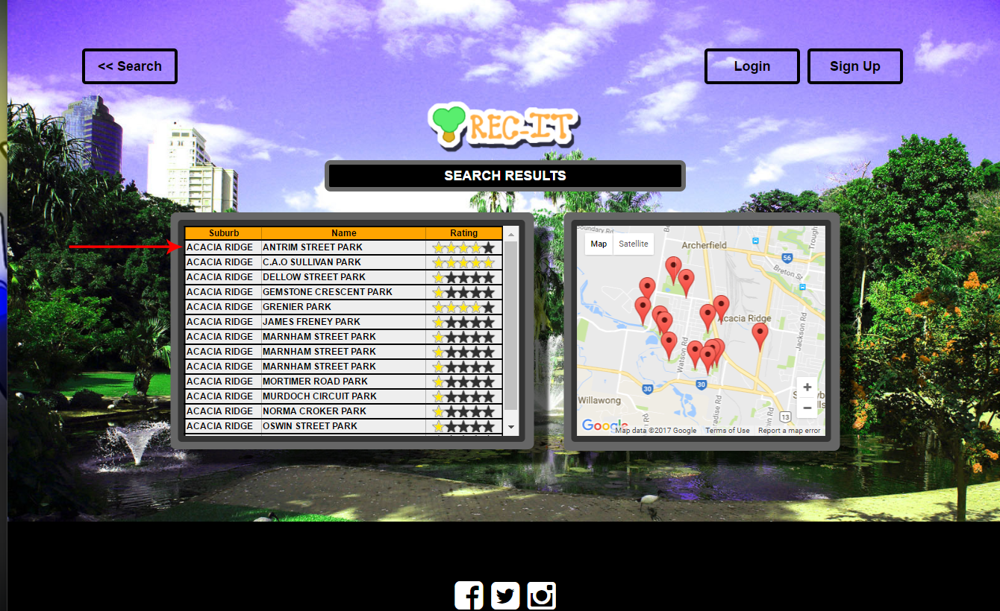 << Search
Login
Sign Up
REC-IT
SEARCH RESULTS
Suburb Name Rating
ACACIA RIDGE ANTRIM STREET PARK
ACACIA RIDGE C.A.O SULLIVAN PARK
ACACIA RIDGE DELLOW STREET PARK
ACACIA RIDGE GEMSTONE CRESCENT PARK
ACACIA RIDGE GRENIER PARK
ACACIA RIDGE JAMES FRENEY PARK
ACACIA RIDGE MARNHAM STREET PARK
ACACIA RIDGE MARNHAM STREET PARK
ACACIA RIDGE MARNHAM STREET PARK
ACACIA RIDGE MORTIMER ROAD PARK
ACACIA RIDGE MURDOCH CIRCUIT PARK
ACACIA RIDGE NORMA CROKER PARK
ACACIA RIDGE OSWIN STREET PARK
Map Satellite
Archerfield
56
Breton St
Acacia Ridge
Jackson Rd
Watson Rd
30
30
Willawong
13
+
−
Google
Map data ©2017 Google Terms of Use Report a map error